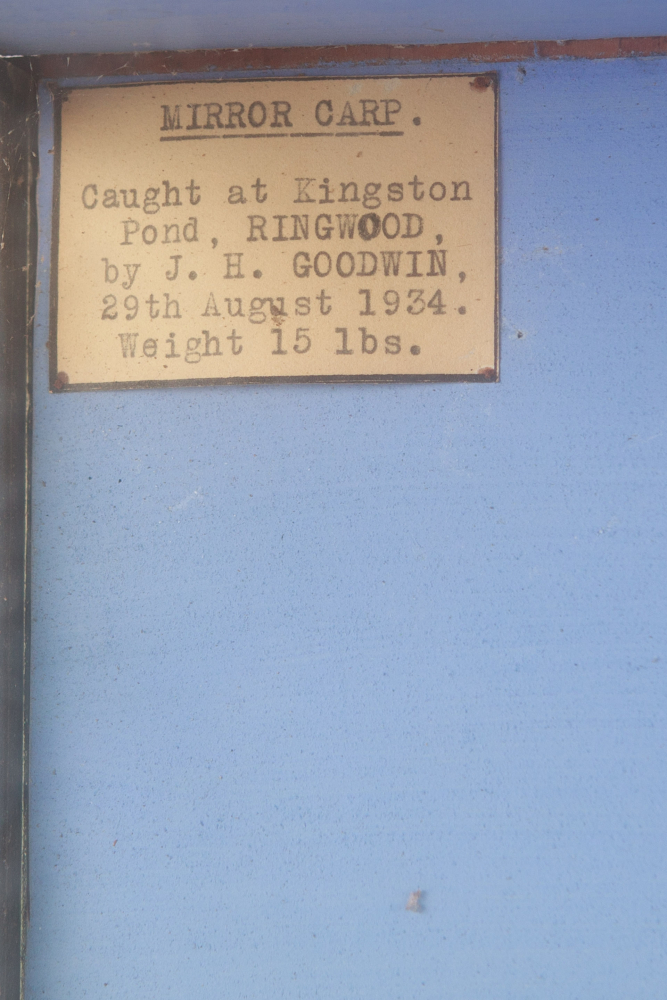 MIRROR CARP.
Caught at Kingston
Pond, RINGWOOD,
by J. H. GOODWIN,
29th August 1934.
Weight 15 lbs.